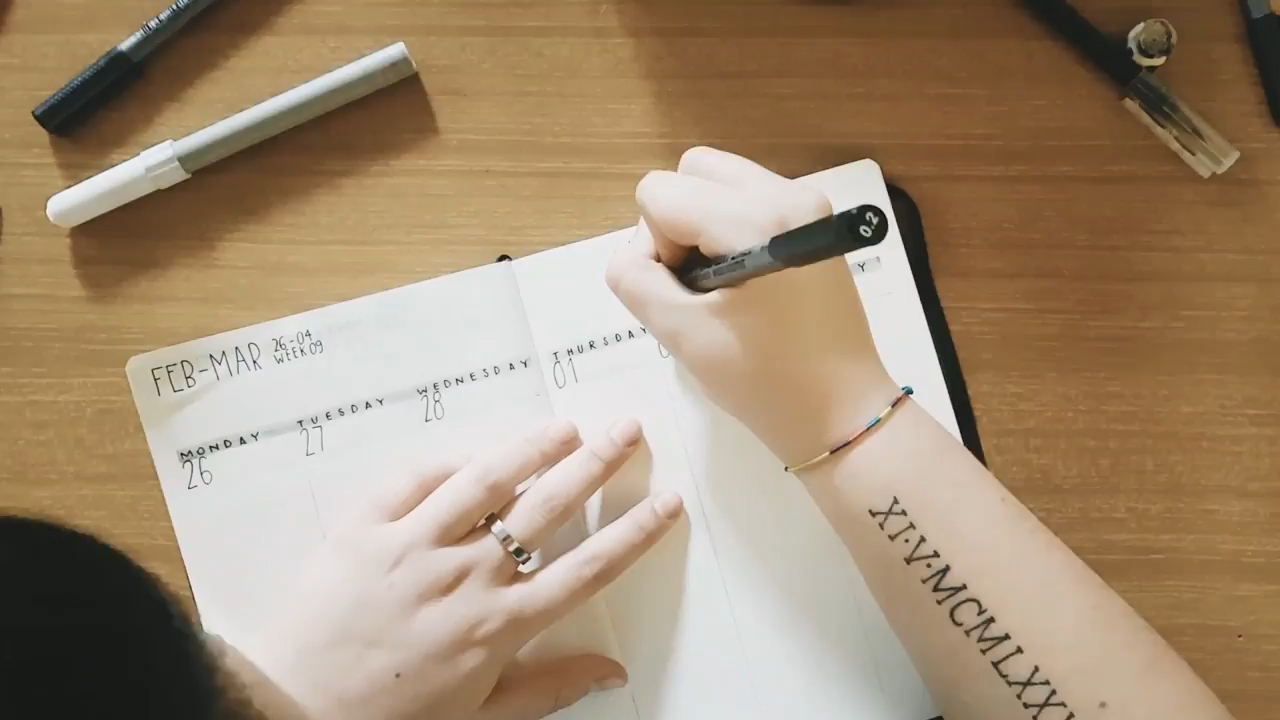 FEB-MAR 26-04
WEEK 09
MONDAY
26
TUESDAY
27
WEDNESDAY
28
THURSDAY
01
Y
0.2
XI·V·MCMLXX